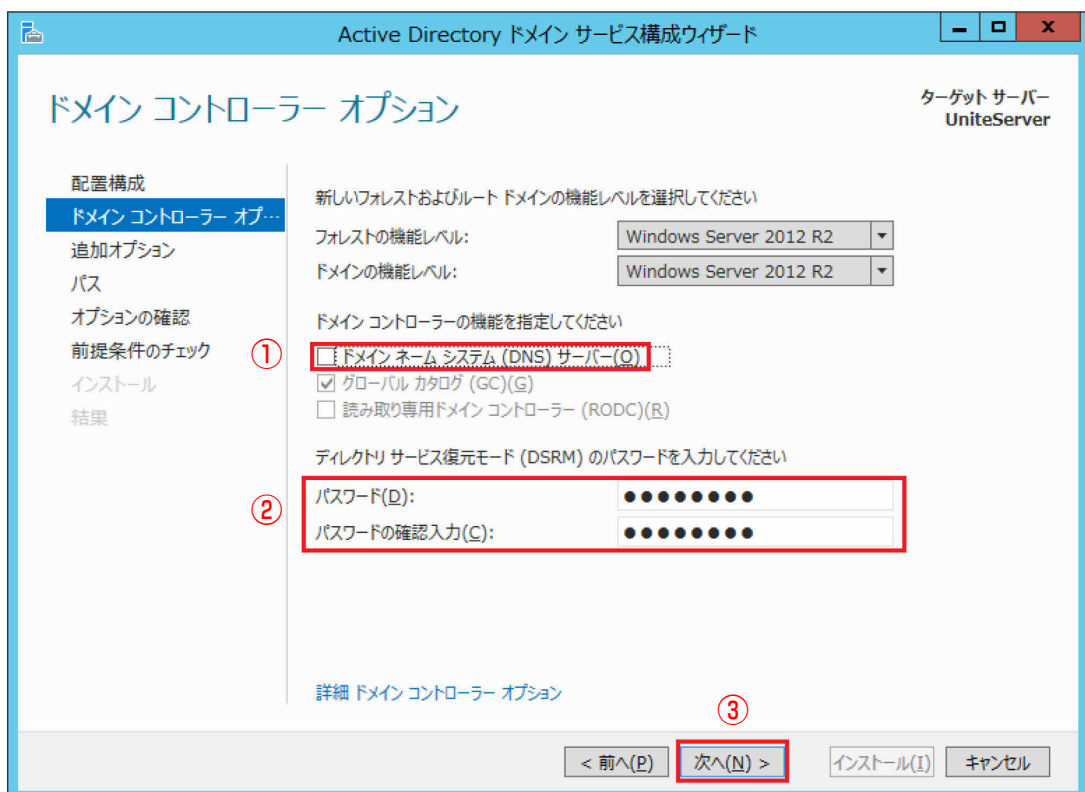 Active Directory ドメイン サービス構成ウィザード
ドメイン コントローラー オプション
ターゲット サーバー
UniteServer
配置構成
ドメイン コントローラー オプ…
追加オプション
パス
オプションの確認
前提条件のチェック
インストール
結果
新しいフォレストおよびルート ドメインの機能レベルを選択してください
フォレストの機能レベル: Windows Server 2012 R2
ドメインの機能レベル: Windows Server 2012 R2
ドメイン コントローラーの機能を指定してください
① ドメイン ネーム システム (DNS) サーバー(O)
グローバル カタログ (GC)(G)
読み取り専用ドメイン コントローラー (RODC)(R)
ディレクトリ サービス復元モード (DSRM) のパスワードを入力してください
② パスワード(D): ●●●●●●●●
パスワードの確認入力(C): ●●●●●●●●
詳細 ドメイン コントローラー オプション
③
< 前へ(P) 次へ(N) > インストール(I) キャンセル